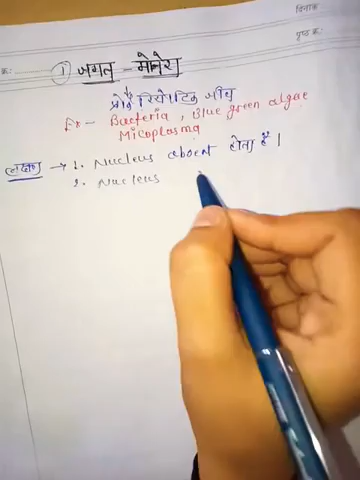 दिनांक
पृष्ठ क्र.
क्र.: ① जगत - मोनेरा
प्रोकैरियोटिक जीव
Ex - Bacteria, Blue green algae
Micoplasma
लक्षण → 1. Nucleus absent होता है।
2. Nucleus